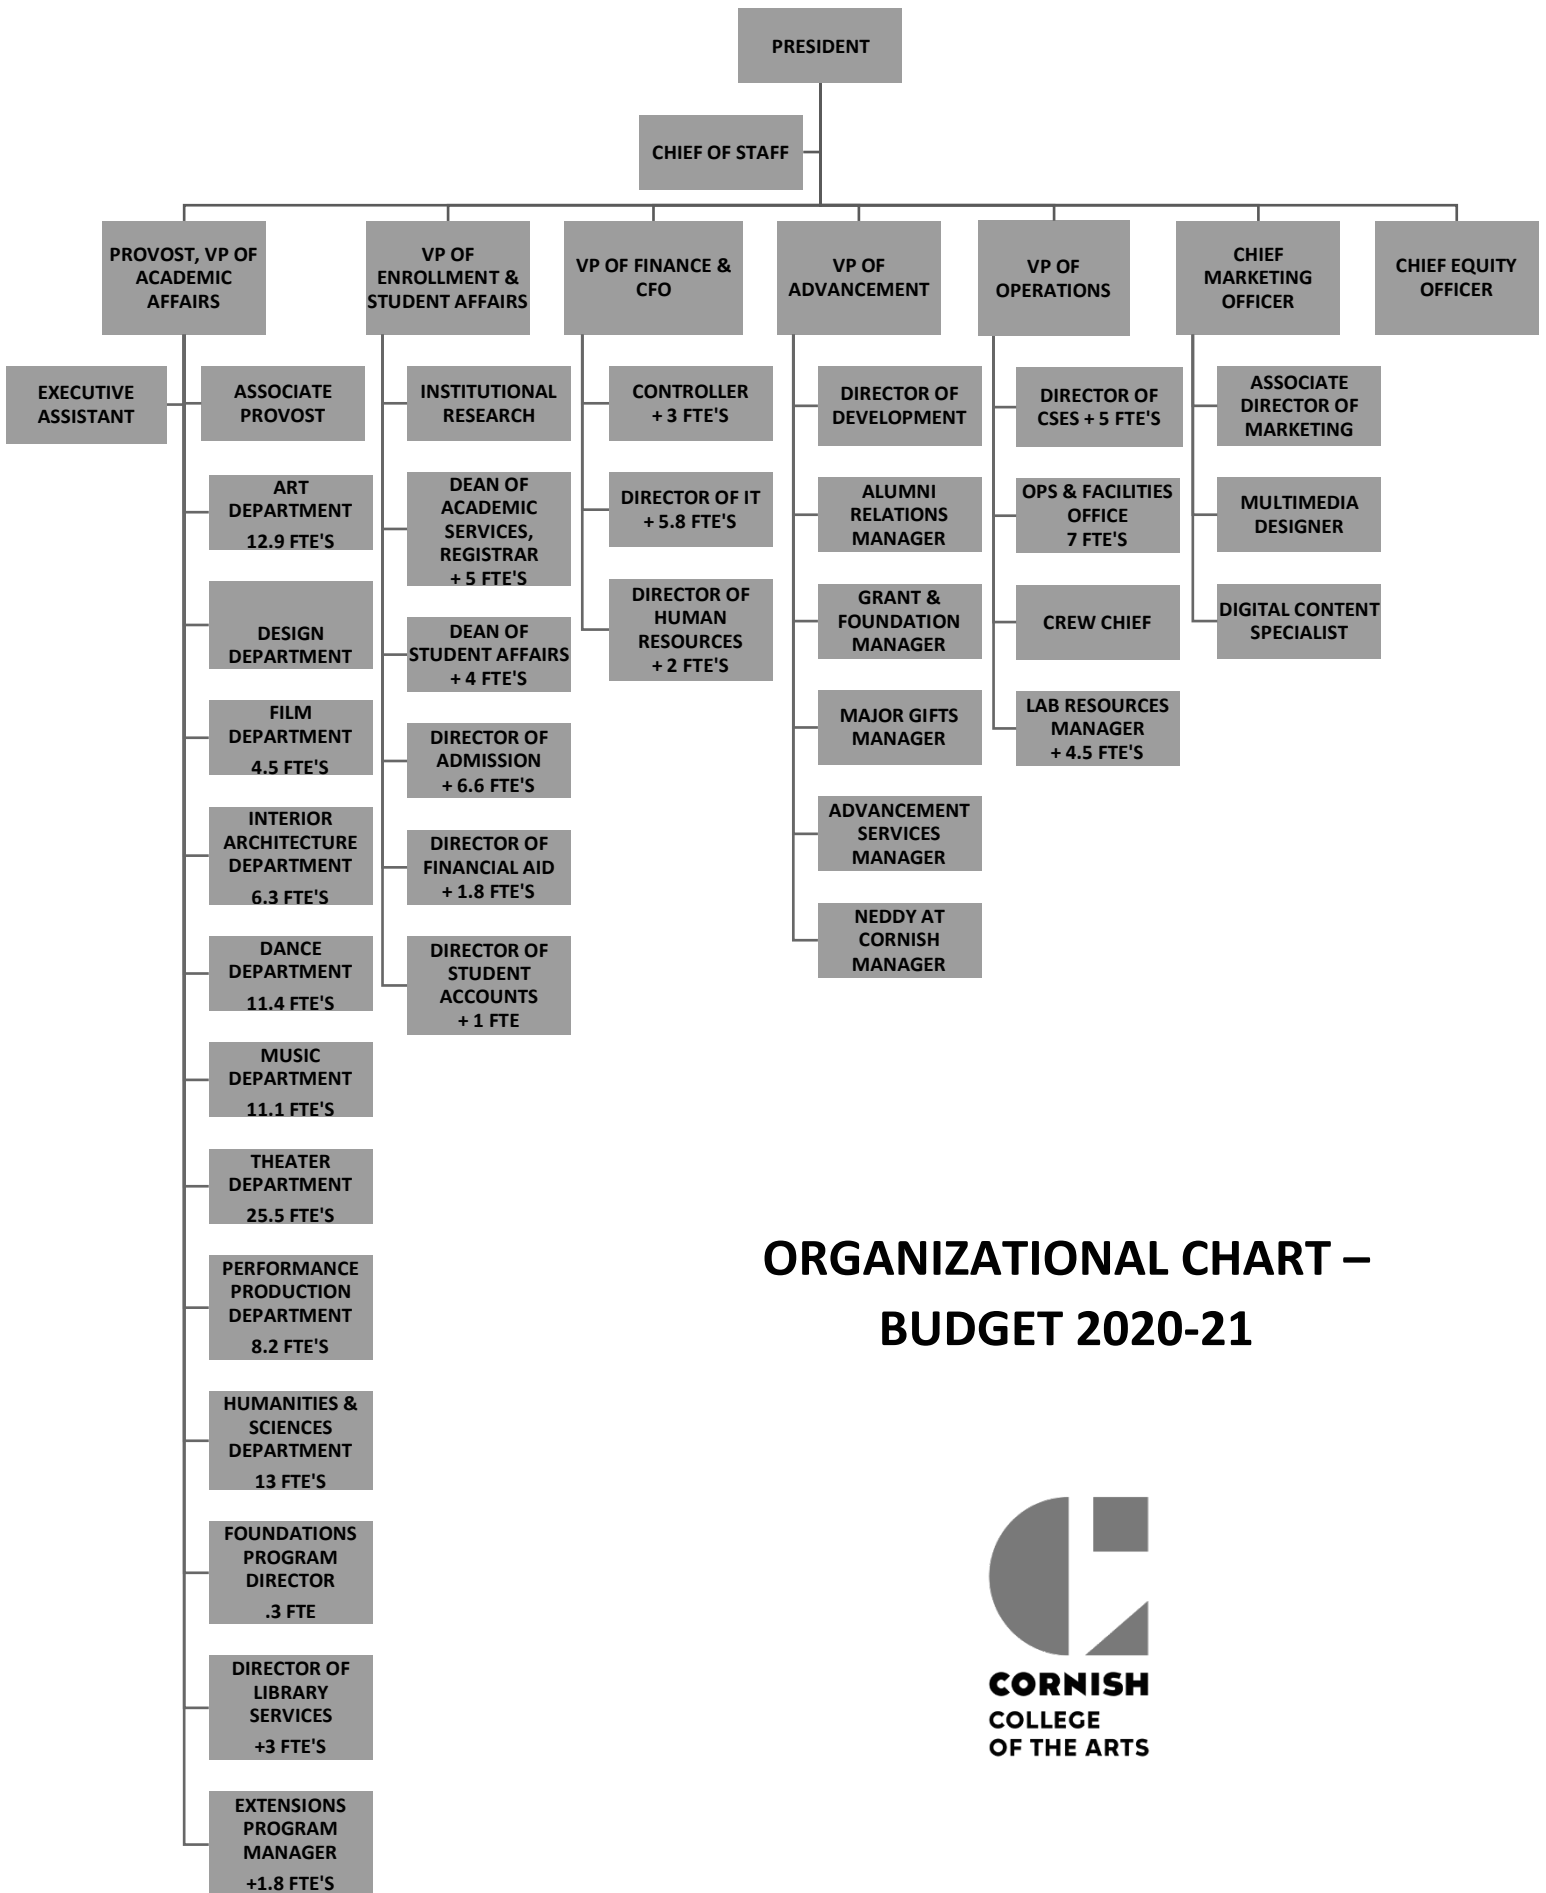 PRESIDENT
CHIEF OF STAFF
PROVOST, VP OF
ACADEMIC
AFFAIRS
VP OF
ENROLLMENT &
STUDENT AFFAIRS
VP OF FINANCE &
CFO
VP OF
ADVANCEMENT
VP OF
OPERATIONS
CHIEF
MARKETING
OFFICER
CHIEF EQUITY
OFFICER
EXECUTIVE
ASSISTANT
ASSOCIATE
PROVOST
ART
DEPARTMENT
12.9 FTE'S
DESIGN
DEPARTMENT
FILM
DEPARTMENT
4.5 FTE'S
INTERIOR
ARCHITECTURE
DEPARTMENT
6.3 FTE'S
DANCE
DEPARTMENT
11.4 FTE'S
MUSIC
DEPARTMENT
11.1 FTE'S
THEATER
DEPARTMENT
25.5 FTE'S
PERFORMANCE
PRODUCTION
DEPARTMENT
8.2 FTE'S
HUMANITIES &
SCIENCES
DEPARTMENT
13 FTE'S
FOUNDATIONS
PROGRAM
DIRECTOR
.3 FTE
DIRECTOR OF
LIBRARY
SERVICES
+3 FTE'S
EXTENSIONS
PROGRAM
MANAGER
+1.8 FTE'S
INSTITUTIONAL
RESEARCH
DEAN OF
ACADEMIC
SERVICES,
REGISTRAR
+ 5 FTE'S
DEAN OF
STUDENT AFFAIRS
+ 4 FTE'S
DIRECTOR OF
ADMISSION
+ 6.6 FTE'S
DIRECTOR OF
FINANCIAL AID
+ 1.8 FTE'S
DIRECTOR OF
STUDENT
ACCOUNTS
+ 1 FTE
CONTROLLER
+ 3 FTE'S
DIRECTOR OF IT
+ 5.8 FTE'S
DIRECTOR OF
HUMAN
RESOURCES
+ 2 FTE'S
DIRECTOR OF
DEVELOPMENT
ALUMNI
RELATIONS
MANAGER
GRANT &
FOUNDATION
MANAGER
MAJOR GIFTS
MANAGER
ADVANCEMENT
SERVICES
MANAGER
NEDDY AT
CORNISH
MANAGER
DIRECTOR OF
CSES + 5 FTE'S
OPS & FACILITIES
OFFICE
7 FTE'S
CREW CHIEF
LAB RESOURCES
MANAGER
+ 4.5 FTE'S
ASSOCIATE
DIRECTOR OF
MARKETING
MULTIMEDIA
DESIGNER
DIGITAL CONTENT
SPECIALIST
ORGANIZATIONAL CHART –
BUDGET 2020-21
CORNISH
COLLEGE
OF THE ARTS